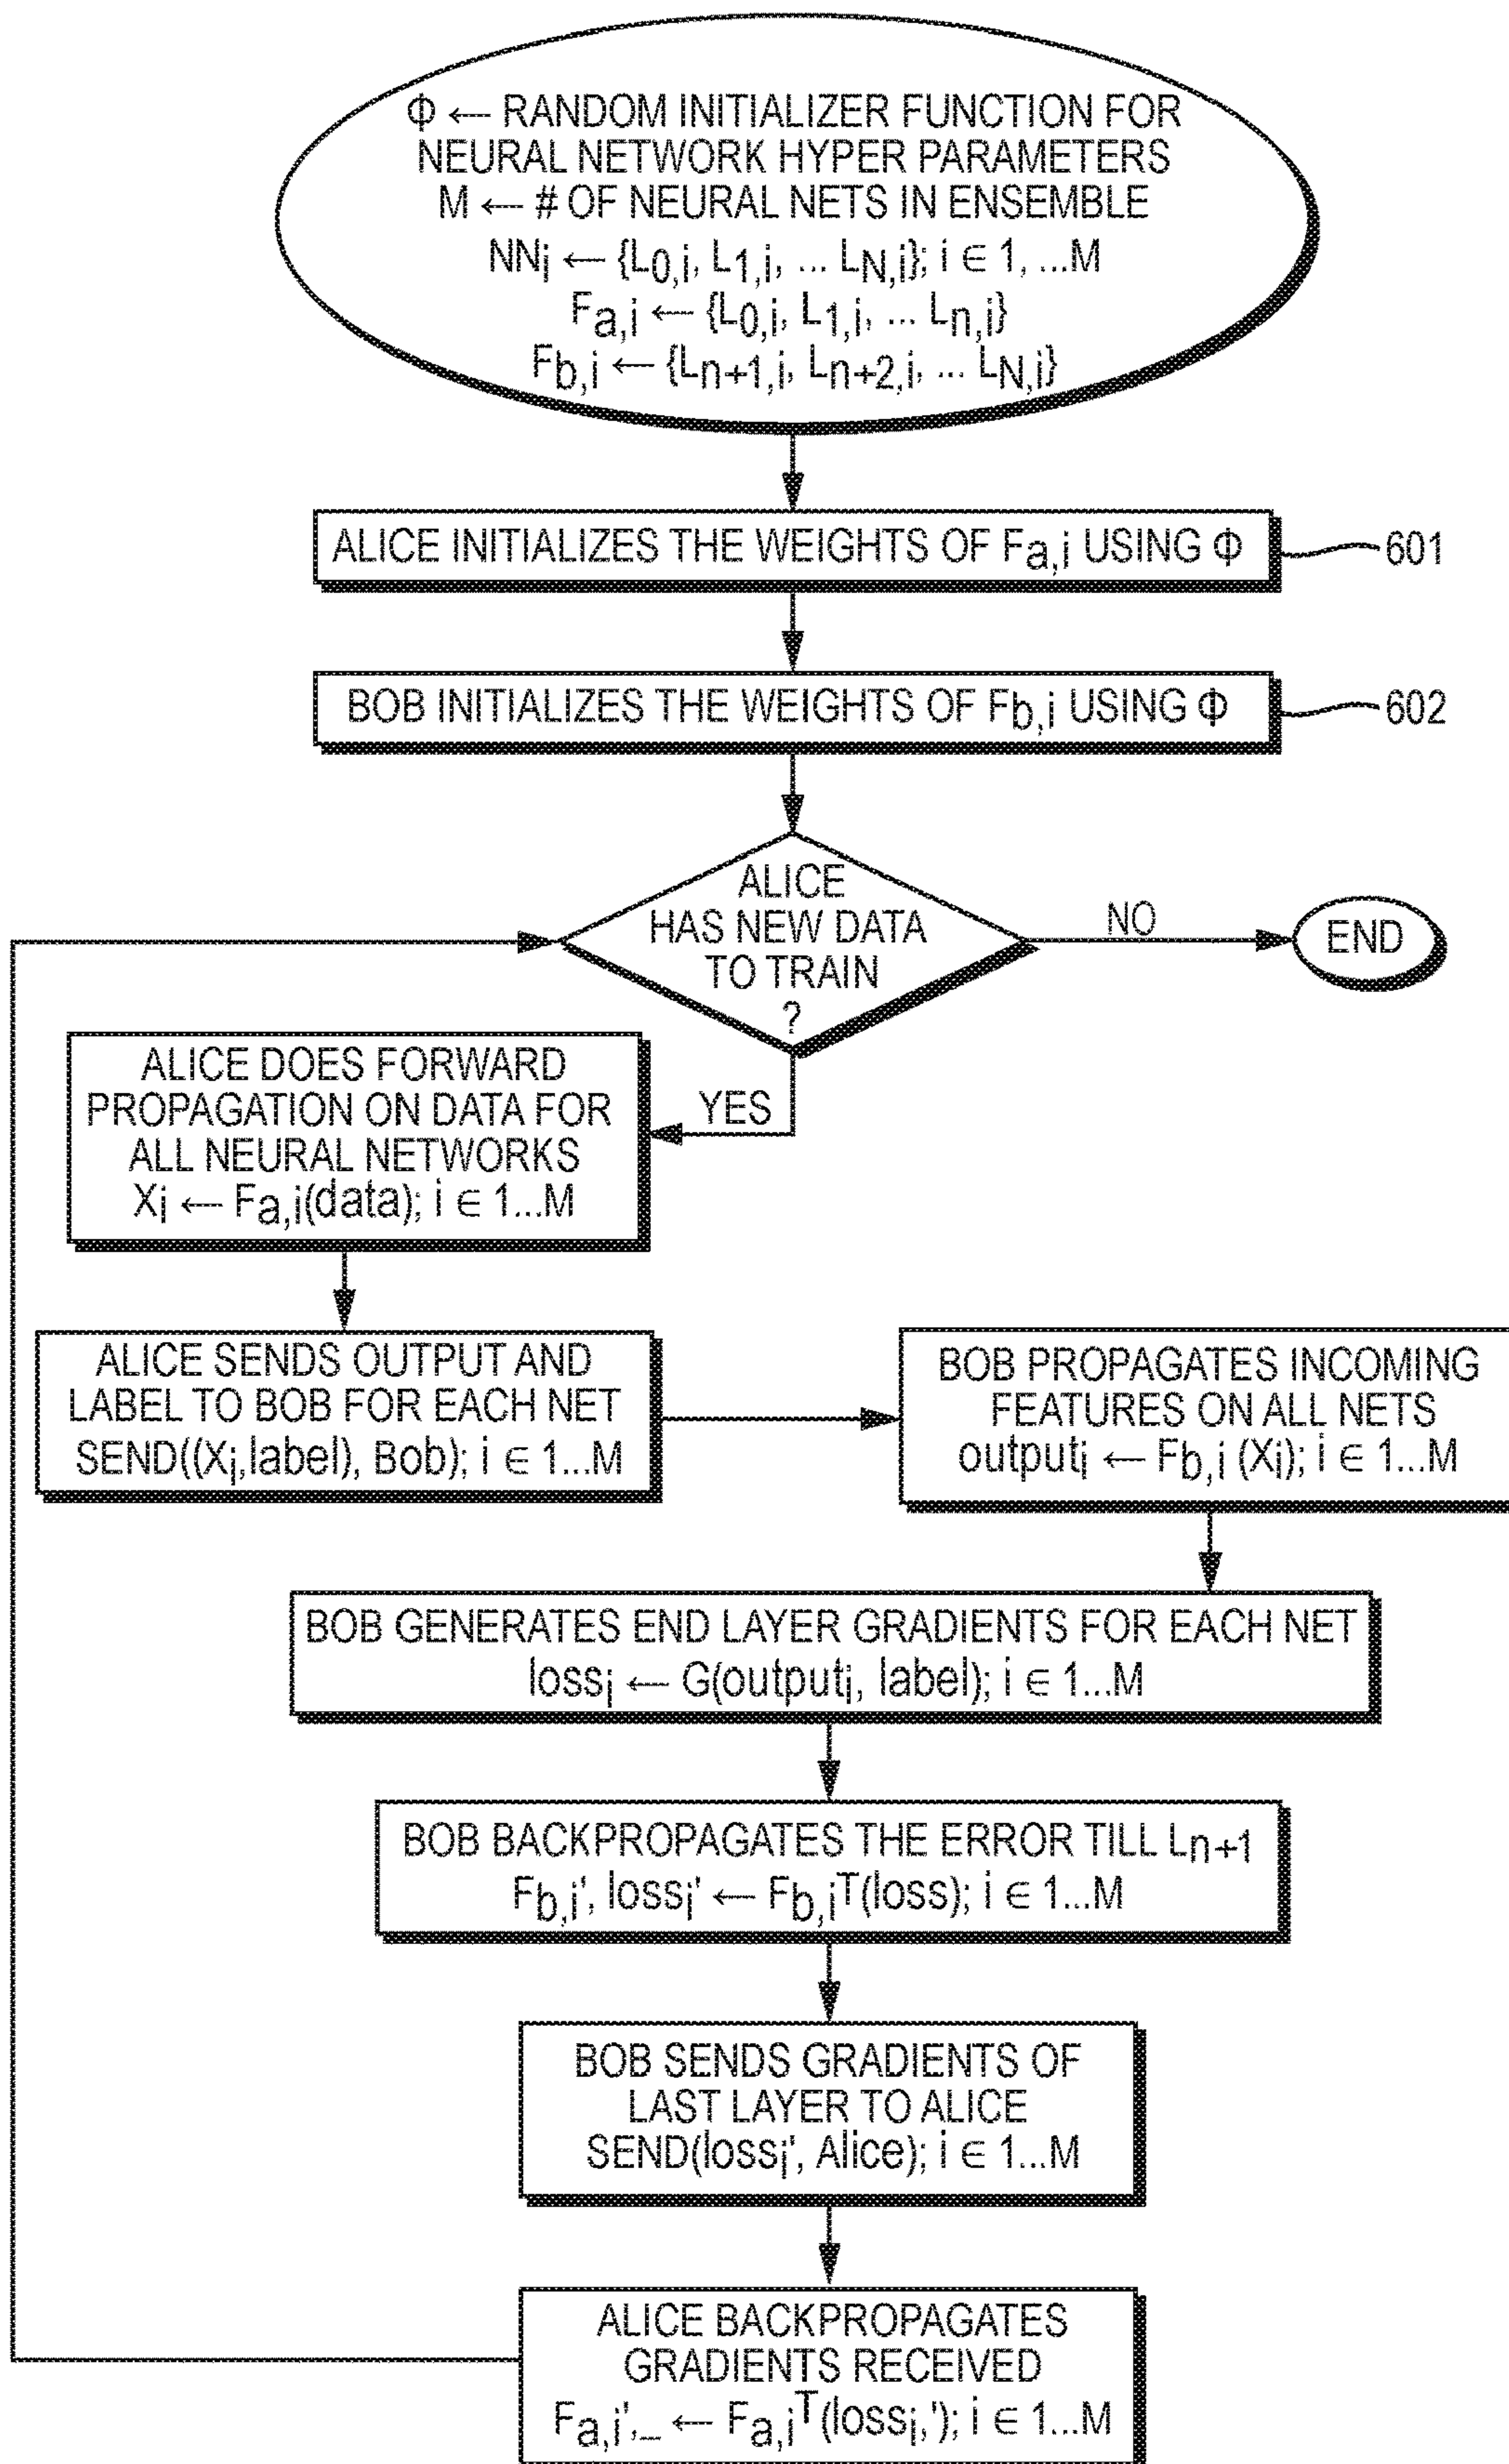 Φ ← RANDOM INITIALIZER FUNCTION FOR
NEURAL NETWORK HYPER PARAMETERS
M ← # OF NEURAL NETS IN ENSEMBLE
NNi ← {L0,i, L1,i, ... LN,i}; i ∈ 1, ...M
Fa,i ← {L0,i, L1,i, ... Ln,i}
Fb,i ← {Ln+1,i, Ln+2,i, ... LN,i}
ALICE INITIALIZES THE WEIGHTS OF Fa,i USING Φ
601
BOB INITIALIZES THE WEIGHTS OF Fb,i USING Φ
602
ALICE
HAS NEW DATA
TO TRAIN
?
NO
END
YES
ALICE DOES FORWARD
PROPAGATION ON DATA FOR
ALL NEURAL NETWORKS
Xi ← Fa,i(data); i ∈ 1...M
ALICE SENDS OUTPUT AND
LABEL TO BOB FOR EACH NET
SEND((Xi,label), Bob); i ∈ 1...M
BOB PROPAGATES INCOMING
FEATURES ON ALL NETS
outputi ← Fb,i (Xi); i ∈ 1...M
BOB GENERATES END LAYER GRADIENTS FOR EACH NET
lossi ← G(outputi, label); i ∈ 1...M
BOB BACKPROPAGATES THE ERROR TILL Ln+1
Fb,i', lossi' ← Fb,iT(loss); i ∈ 1...M
BOB SENDS GRADIENTS OF
LAST LAYER TO ALICE
SEND(lossi', Alice); i ∈ 1...M
ALICE BACKPROPAGATES
GRADIENTS RECEIVED
Fa,i',_ ← Fa,iT(lossi,'); i ∈ 1...M